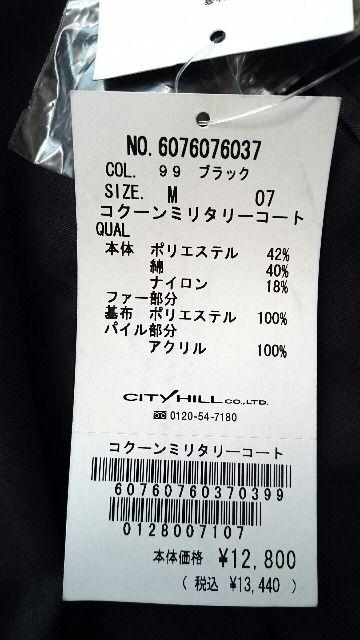 NO. 6076076037
COL. 99 ブラック
SIZE. M 07
コクーンミリタリーコート
QUAL
本体 ポリエステル 42%
綿 40%
ナイロン 18%
ファー部分
基布 ポリエステル 100%
パイル部分
アクリル 100%
CITYHILL CO.,LTD.
0120-54-7180
コクーンミリタリーコート
60760760370399
0128007107
本体価格 ¥12,800
( 税込 ¥13,440 )